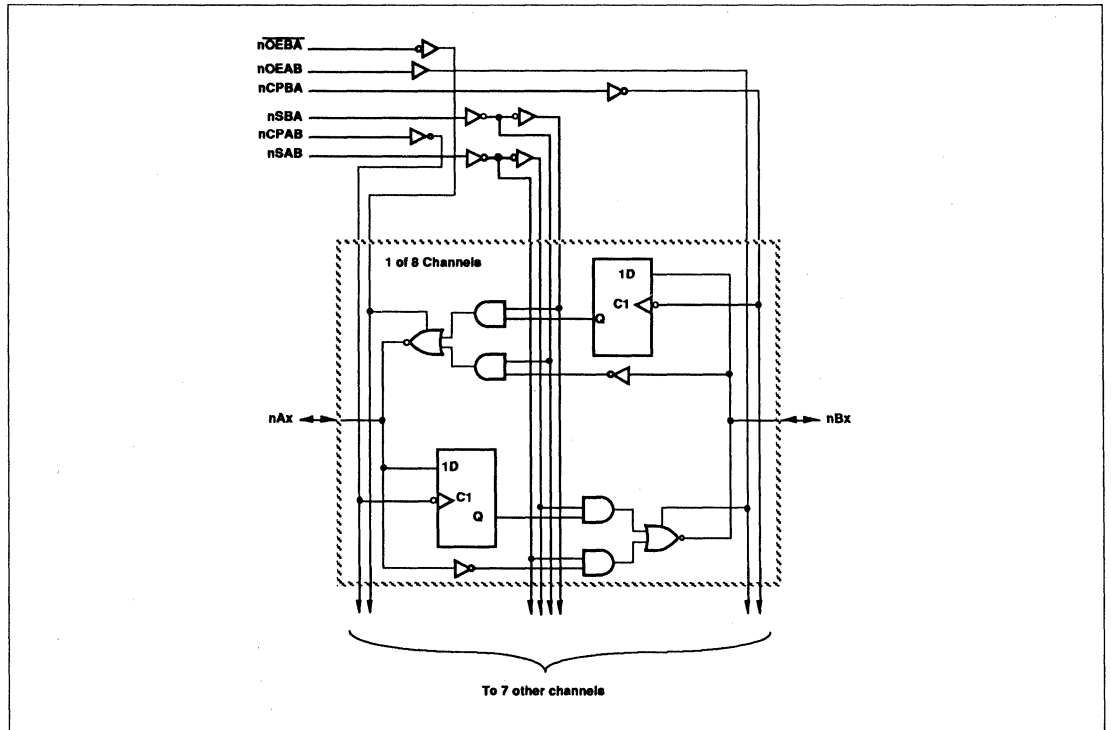 nO̅E̅B̅A̅
nOEAB
nCPBA
nSBA
nCPAB
nSAB
1 of 8 Channels
1D
C1
Q
nAx
nBx
1D
C1
Q
To 7 other channels